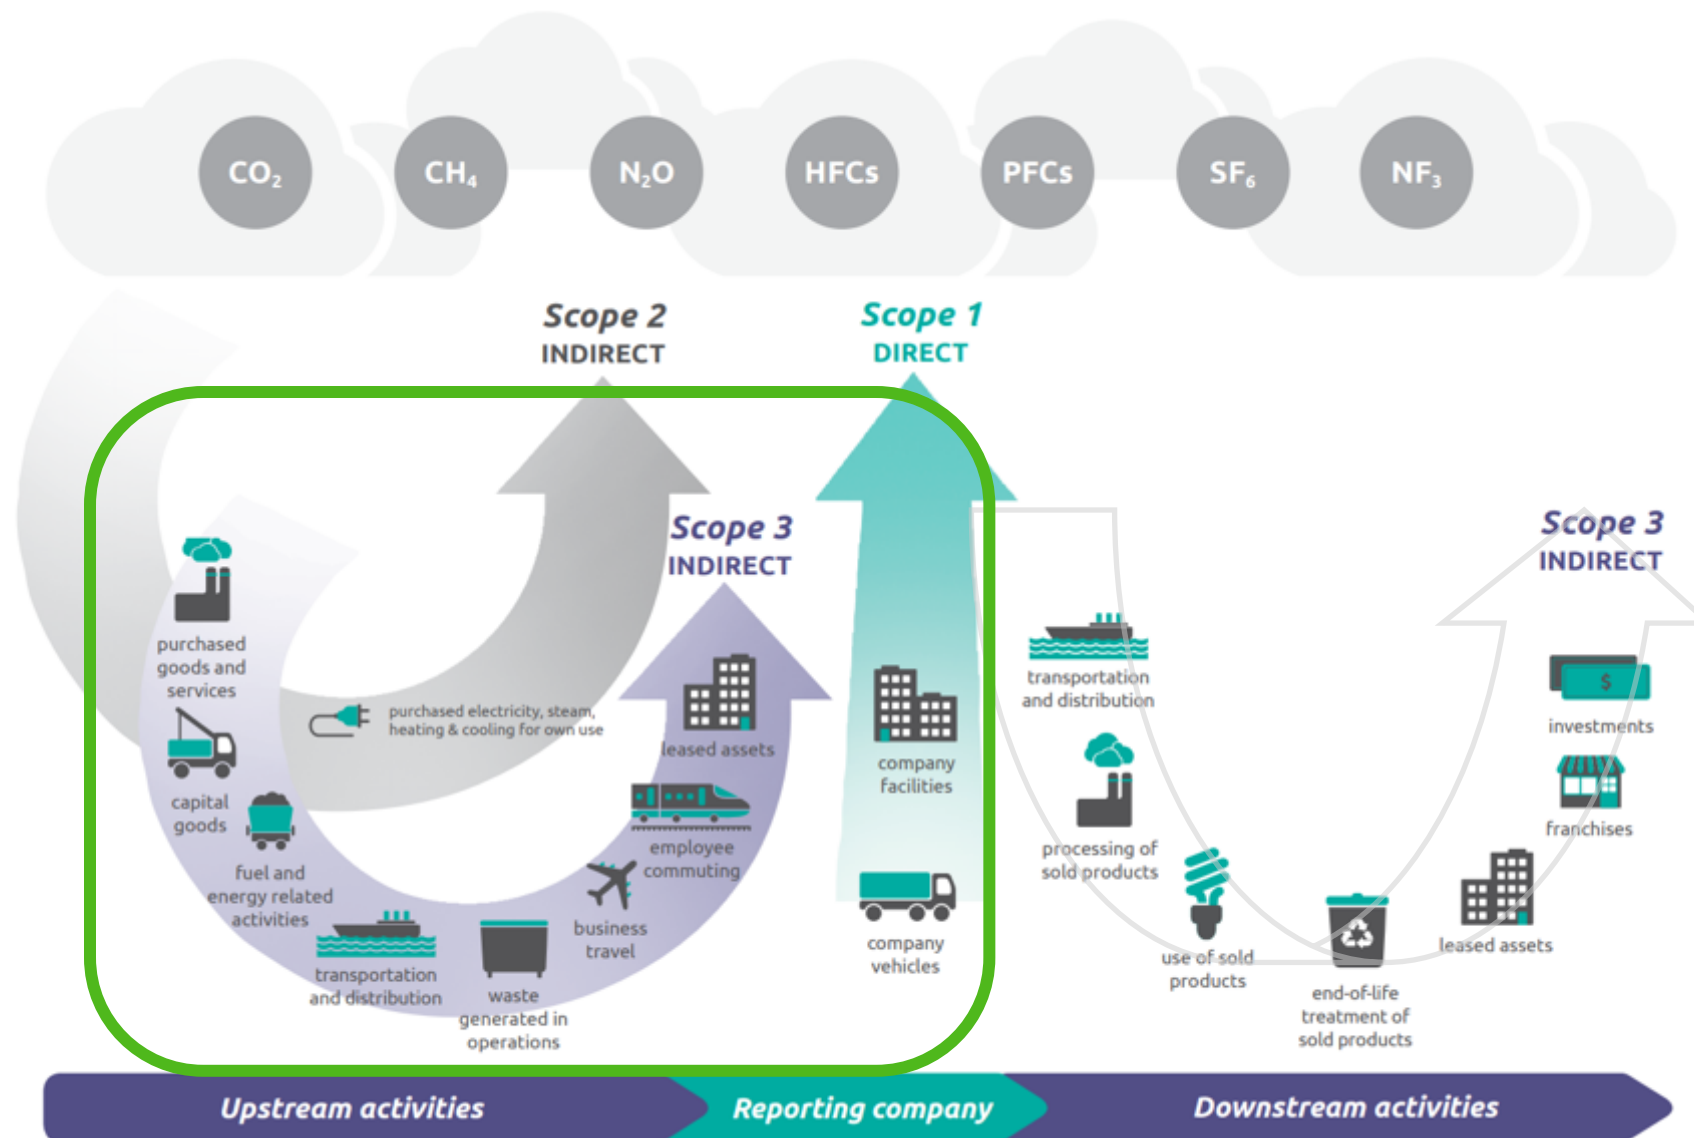 CO₂ CH₄ N₂O HFCs PFCs SF₆ NF₃
Scope 2
INDIRECT
Scope 1
DIRECT
Scope 3
INDIRECT
Scope 3
INDIRECT
purchased
goods and
services
capital
goods
fuel and
energy related
activities
purchased electricity, steam,
heating & cooling for own use
transportation
and distribution
waste
generated in
operations
business
travel
employee
commuting
leased assets
company
facilities
company
vehicles
transportation
and distribution
processing of
sold products
use of sold
products
end-of-life
treatment of
sold products
leased assets
franchises
$
investments
Upstream activities
Reporting company
Downstream activities